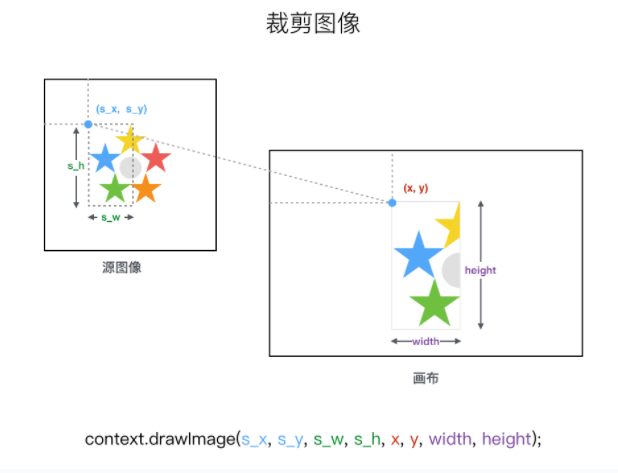 裁剪图像
(s_x, s_y)
s_h
s_w
源图像
(x, y)
height
width
画布
context.drawImage(s_x, s_y, s_w, s_h, x, y, width, height);